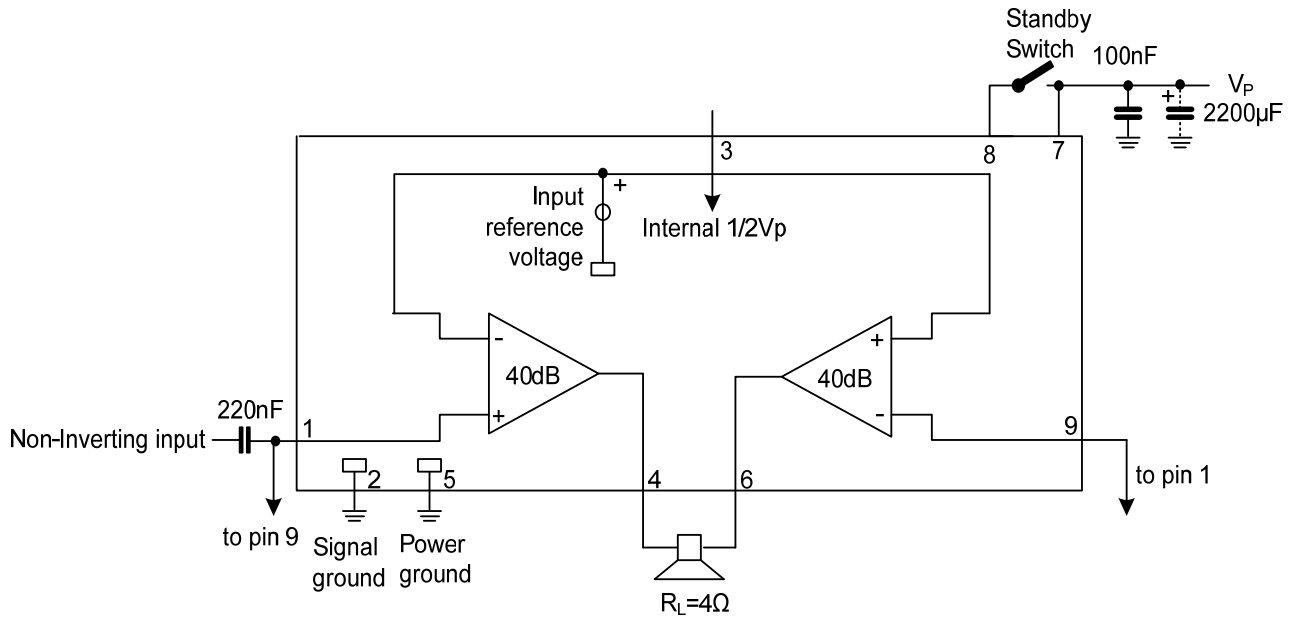 Standby
Switch
100nF
V_P
+
2200µF
3
8
7
+
Input
reference
voltage
Internal 1/2Vp
-
40dB
+
+
40dB
-
220nF
Non-Inverting input
1
9
2
5
4
6
to pin 9
to pin 1
Signal
ground
Power
ground
R_L=4Ω